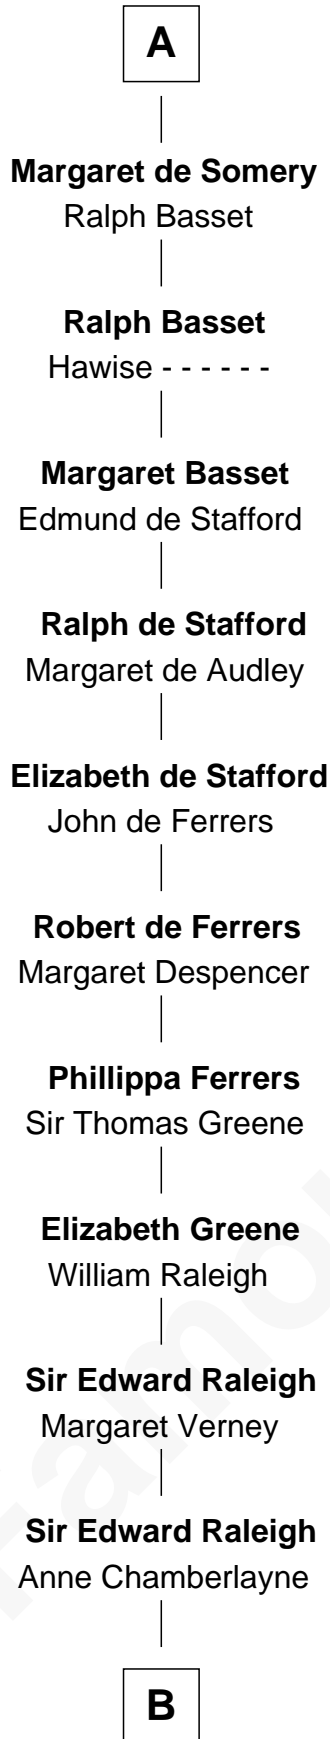 A
Margaret de Somery
Ralph Basset
Ralph Basset
Hawise - - - - - -
Margaret Basset
Edmund de Stafford
Ralph de Stafford
Margaret de Audley
Elizabeth de Stafford
John de Ferrers
Robert de Ferrers
Margaret Despencer
Phillippa Ferrers
Sir Thomas Greene
Elizabeth Greene
William Raleigh
Sir Edward Raleigh
Margaret Verney
Sir Edward Raleigh
Anne Chamberlayne
B